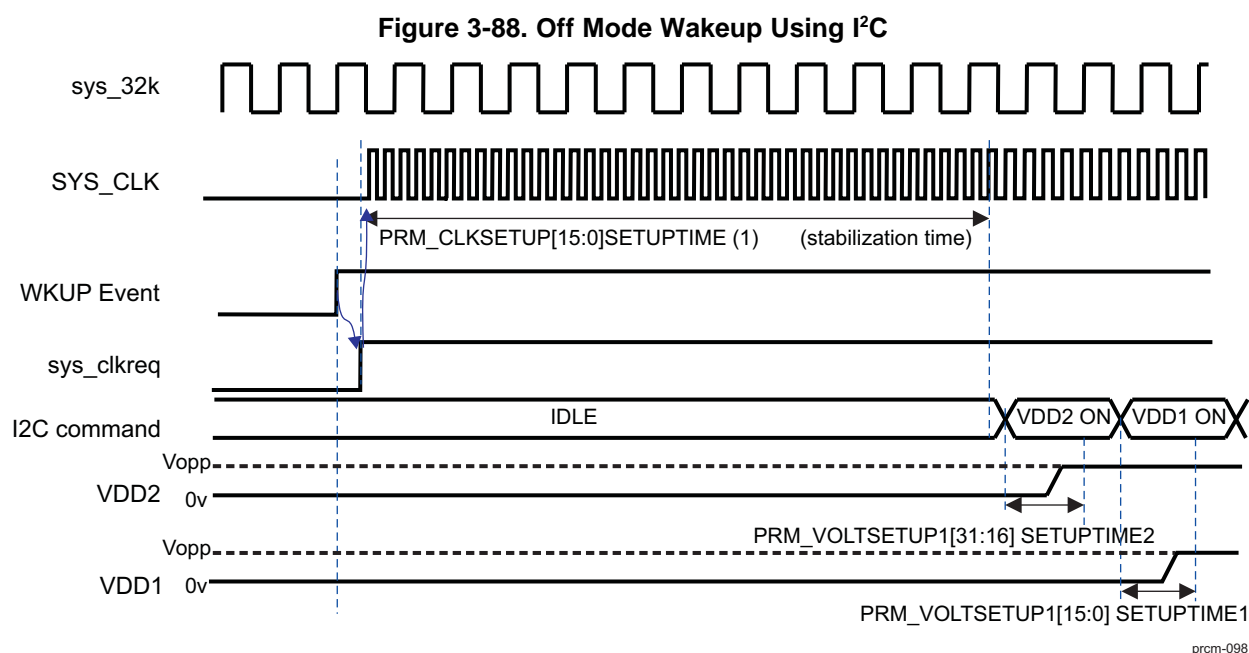 Figure 3-88. Off Mode Wakeup Using I²C
sys_32k
SYS_CLK
PRM_CLKSETUP[15:0]SETUPTIME (1) (stabilization time)
WKUP Event
sys_clkreq
I2C command
IDLE
VDD2 ON
VDD1 ON
Vopp
VDD2
0v
PRM_VOLTSETUP1[31:16] SETUPTIME2
Vopp
VDD1
0v
PRM_VOLTSETUP1[15:0] SETUPTIME1
prcm-098